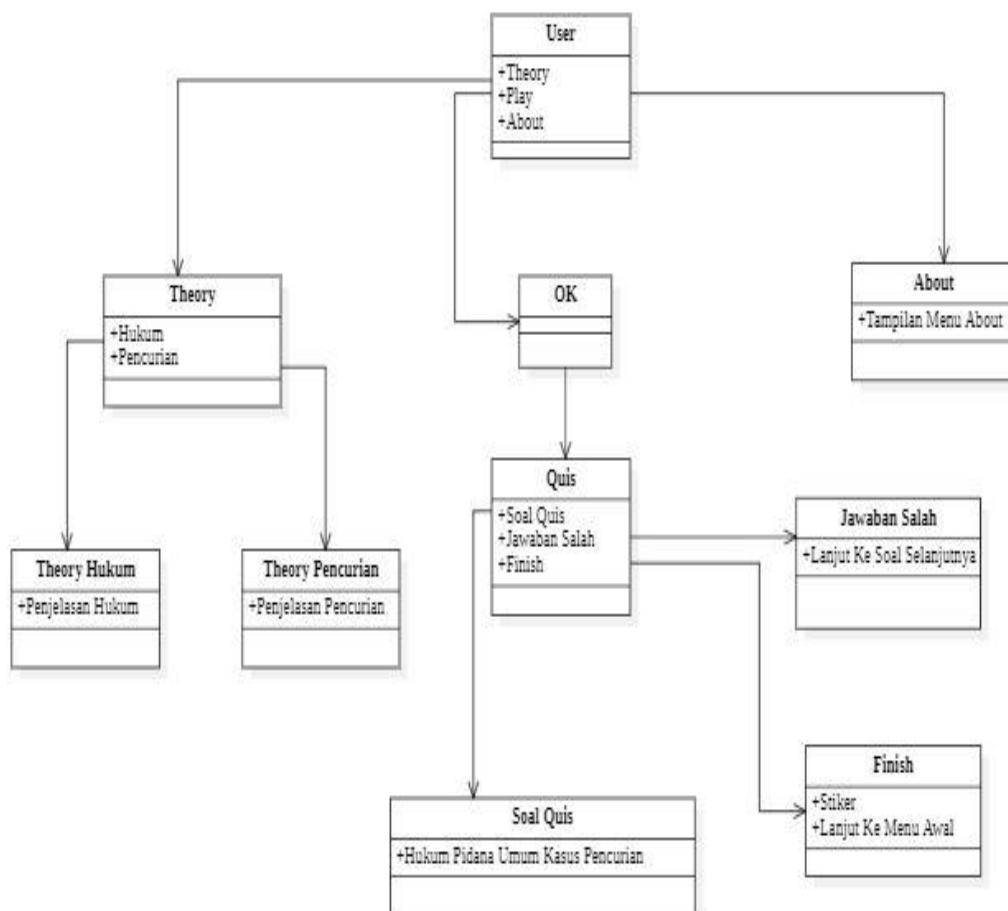 User
+Theory
+Play
+About
Theory
+Hukum
+Pencurian
OK
About
+Tampilan Menu About
Theory Hukum
+Penjelasan Hukum
Theory Pencurian
+Penjelasan Pencurian
Quis
+Soal Quis
+Jawaban Salah
+Finish
Jawaban Salah
+Lanjut Ke Soal Selanjutnya
Finish
+Stiker
+Lanjut Ke Menu Awal
Soal Quis
+Hukum Pidana Umum Kasus Pencurian